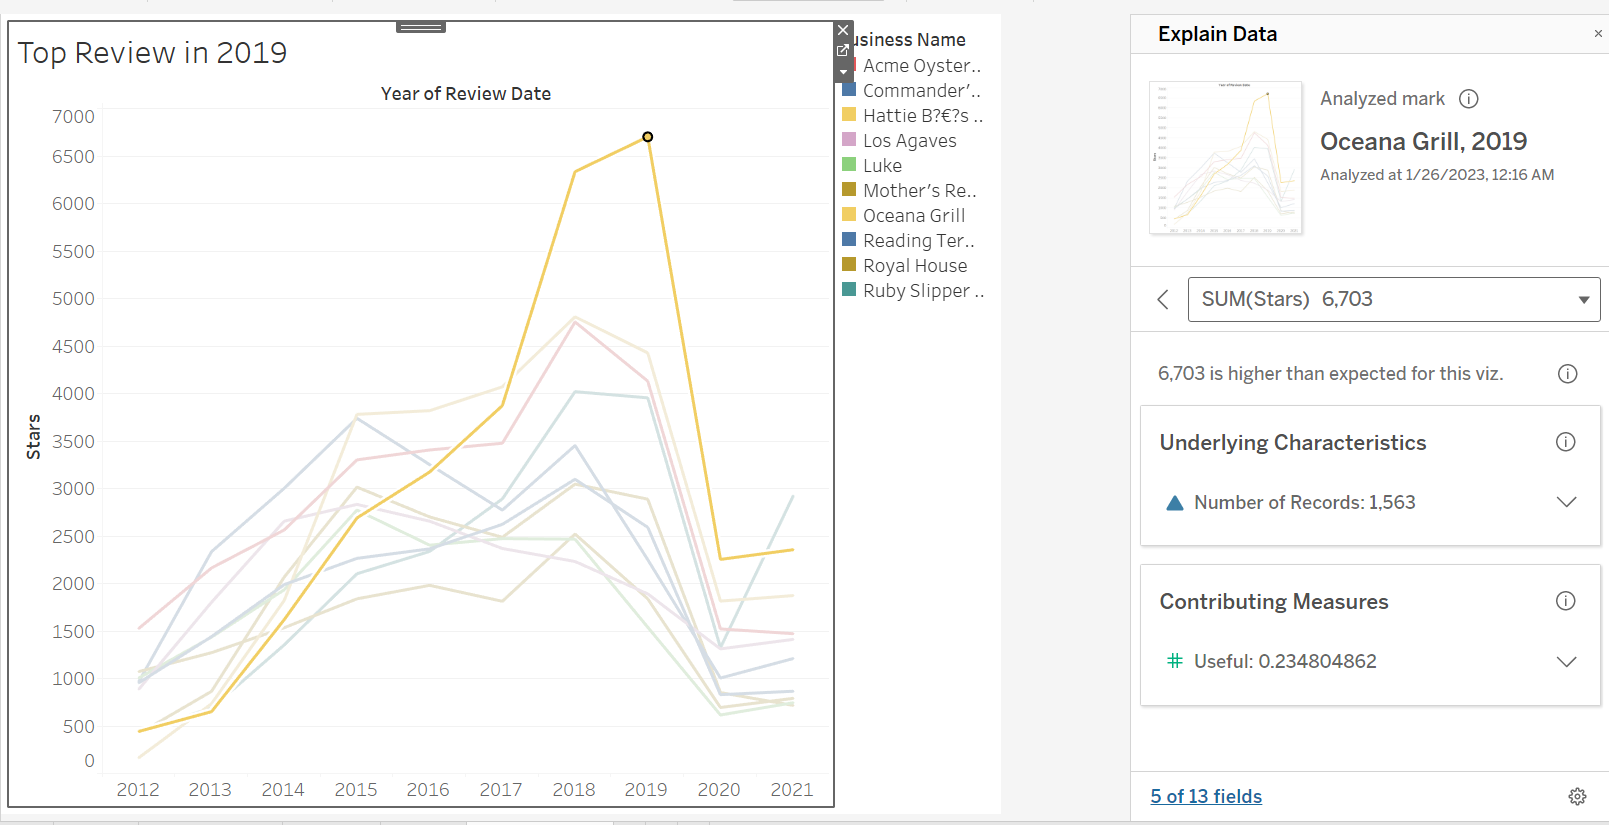 Top Review in 2019
Year of Review Date
7000
6500
6000
5500
5000
4500
4000
3500
3000
2500
2000
1500
1000
500
0
Stars
2012 2013 2014 2015 2016 2017 2018 2019 2020 2021
usiness Name
Acme Oyster..
Commander’..
Hattie B?€?s ..
Los Agaves
Luke
Mother’s Re..
Oceana Grill
Reading Ter..
Royal House
Ruby Slipper ..
Explain Data
Analyzed mark
Oceana Grill, 2019
Analyzed at 1/26/2023, 12:16 AM
SUM(Stars) 6,703
6,703 is higher than expected for this viz.
Underlying Characteristics
Number of Records: 1,563
Contributing Measures
# Useful: 0.234804862
5 of 13 fields